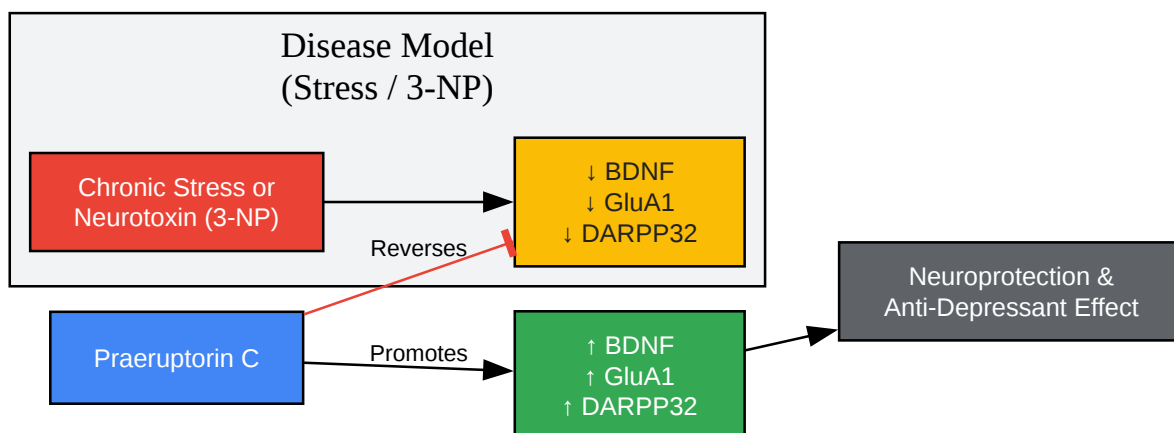 Disease Model
(Stress / 3-NP)
Chronic Stress or
Neurotoxin (3-NP)
↓ BDNF
↓ GluA1
↓ DARPP32
Reverses
Praeruptorin C
Promotes
↑ BDNF
↑ GluA1
↑ DARPP32
Neuroprotection &
Anti-Depressant Effect